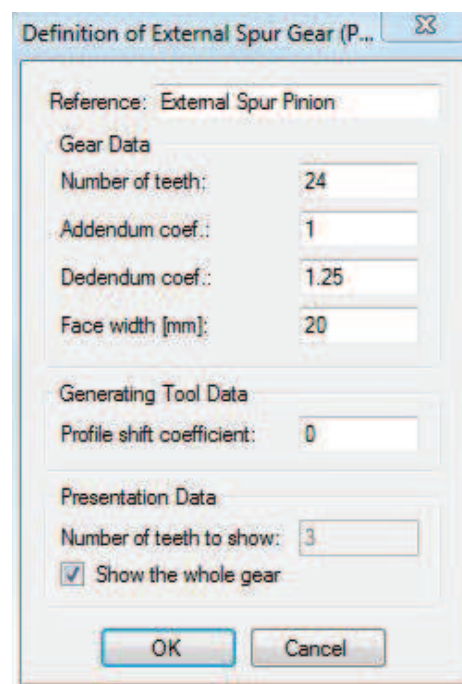 Definition of External Spur Gear (P...
Reference: External Spur Pinion
Gear Data
Number of teeth: 24
Addendum coef.: 1
Dedendum coef.: 1.25
Face width [mm]: 20
Generating Tool Data
Profile shift coefficient: 0
Presentation Data
Number of teeth to show: 3
Show the whole gear
OK Cancel